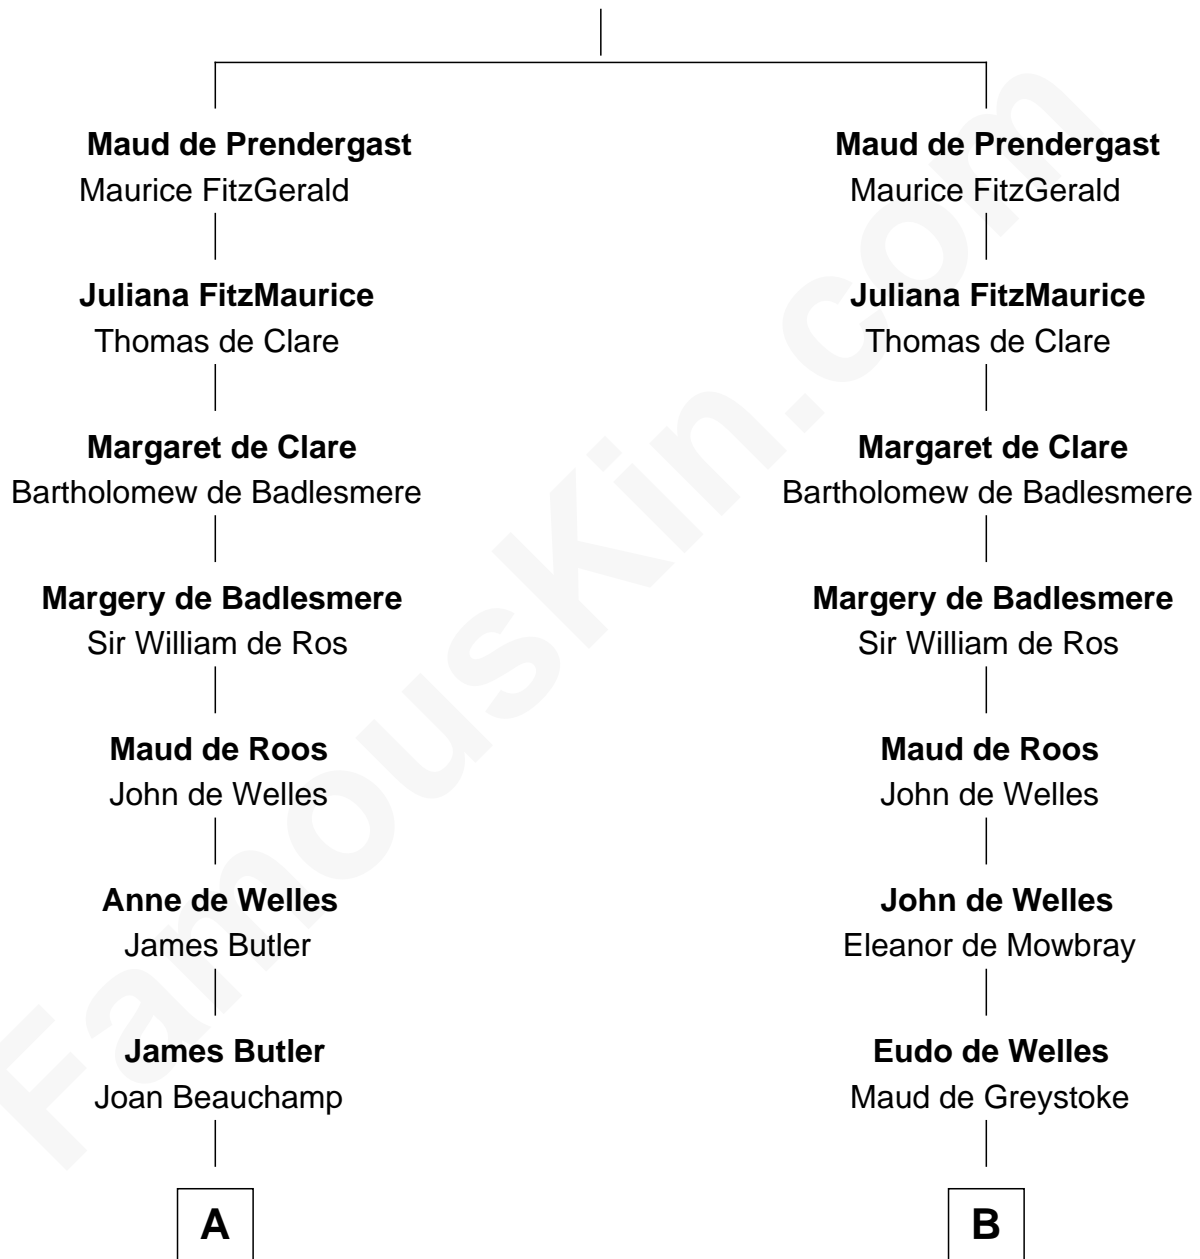 Maud de Prendergast
Maurice FitzGerald
Juliana FitzMaurice
Thomas de Clare
Margaret de Clare
Bartholomew de Badlesmere
Margery de Badlesmere
Sir William de Ros
Maud de Roos
John de Welles
Anne de Welles
James Butler
James Butler
Joan Beauchamp
A
Maud de Prendergast
Maurice FitzGerald
Juliana FitzMaurice
Thomas de Clare
Margaret de Clare
Bartholomew de Badlesmere
Margery de Badlesmere
Sir William de Ros
Maud de Roos
John de Welles
John de Welles
Eleanor de Mowbray
Eudo de Welles
Maud de Greystoke
B
FamousKin.com